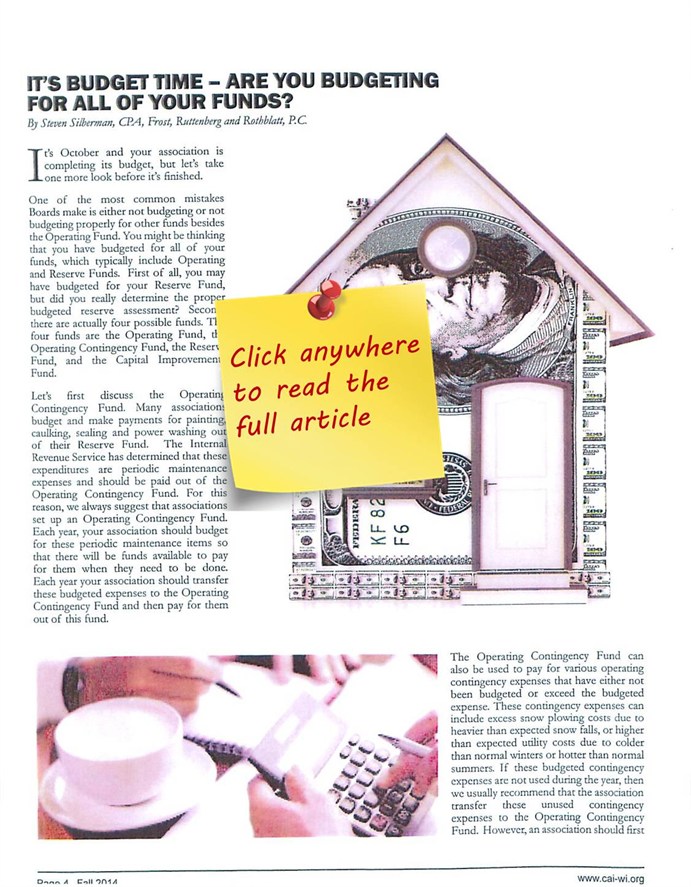 IT'S BUDGET TIME – ARE YOU BUDGETING
FOR ALL OF YOUR FUNDS?
By Steven Silberman, CPA, Frost, Ruttenberg and Rothblatt, P.C.
It's October and your association is
completing its budget, but let's take
one more look before it's finished.
One of the most common mistakes
Boards make is either not budgeting or not
budgeting properly for other funds besides
the Operating Fund. You might be thinking
that you have budgeted for all of your
funds, which typically include Operating
and Reserve Funds. First of all, you may
have budgeted for your Reserve Fund,
but did you really determine the proper
budgeted reserve assessment? Secon
there are actually four possible funds. Th
four funds are the Operating Fund, th
Operating Contingency Fund, the Reserv
Fund, and the Capital Improvement
Fund.
Let's first discuss the Operating
Contingency Fund. Many associations
budget and make payments for painting,
caulking, sealing and power washing out
of their Reserve Fund. The Internal
Revenue Service has determined that these
expenditures are periodic maintenance
expenses and should be paid out of the
Operating Contingency Fund. For this
reason, we always suggest that associations
set up an Operating Contingency Fund.
Each year, your association should budget
for these periodic maintenance items so
that there will be funds available to pay
for them when they need to be done.
Each year your association should transfer
these budgeted expenses to the Operating
Contingency Fund and then pay for them
out of this fund.
Click anywhere
to read the
full article
FRANKLIN
KF 82
F6
The Operating Contingency Fund can
also be used to pay for various operating
contingency expenses that have either not
been budgeted or exceed the budgeted
expense. These contingency expenses can
include excess snow plowing costs due to
heavier than expected snow falls, or higher
than expected utility costs due to colder
than normal winters or hotter than normal
summers. If these budgeted contingency
expenses are not used during the year, then
we usually recommend that the association
transfer these unused contingency
expenses to the Operating Contingency
Fund. However, an association should first
Page 4 Fall 2014
www.cai-wi.org